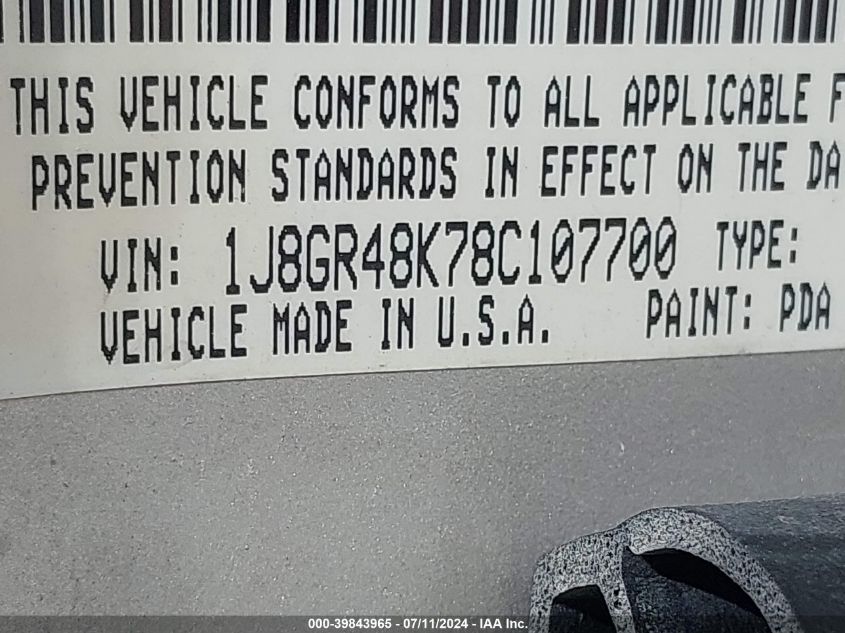 THIS VEHICLE CONFORMS TO ALL APPLICABLE F
PREVENTION STANDARDS IN EFFECT ON THE DA
VIN: 1J8GR48K78C107700 TYPE:
VEHICLE MADE IN U.S.A. PAINT: PDA
000-39843965 - 07/11/2024 - IAA Inc.